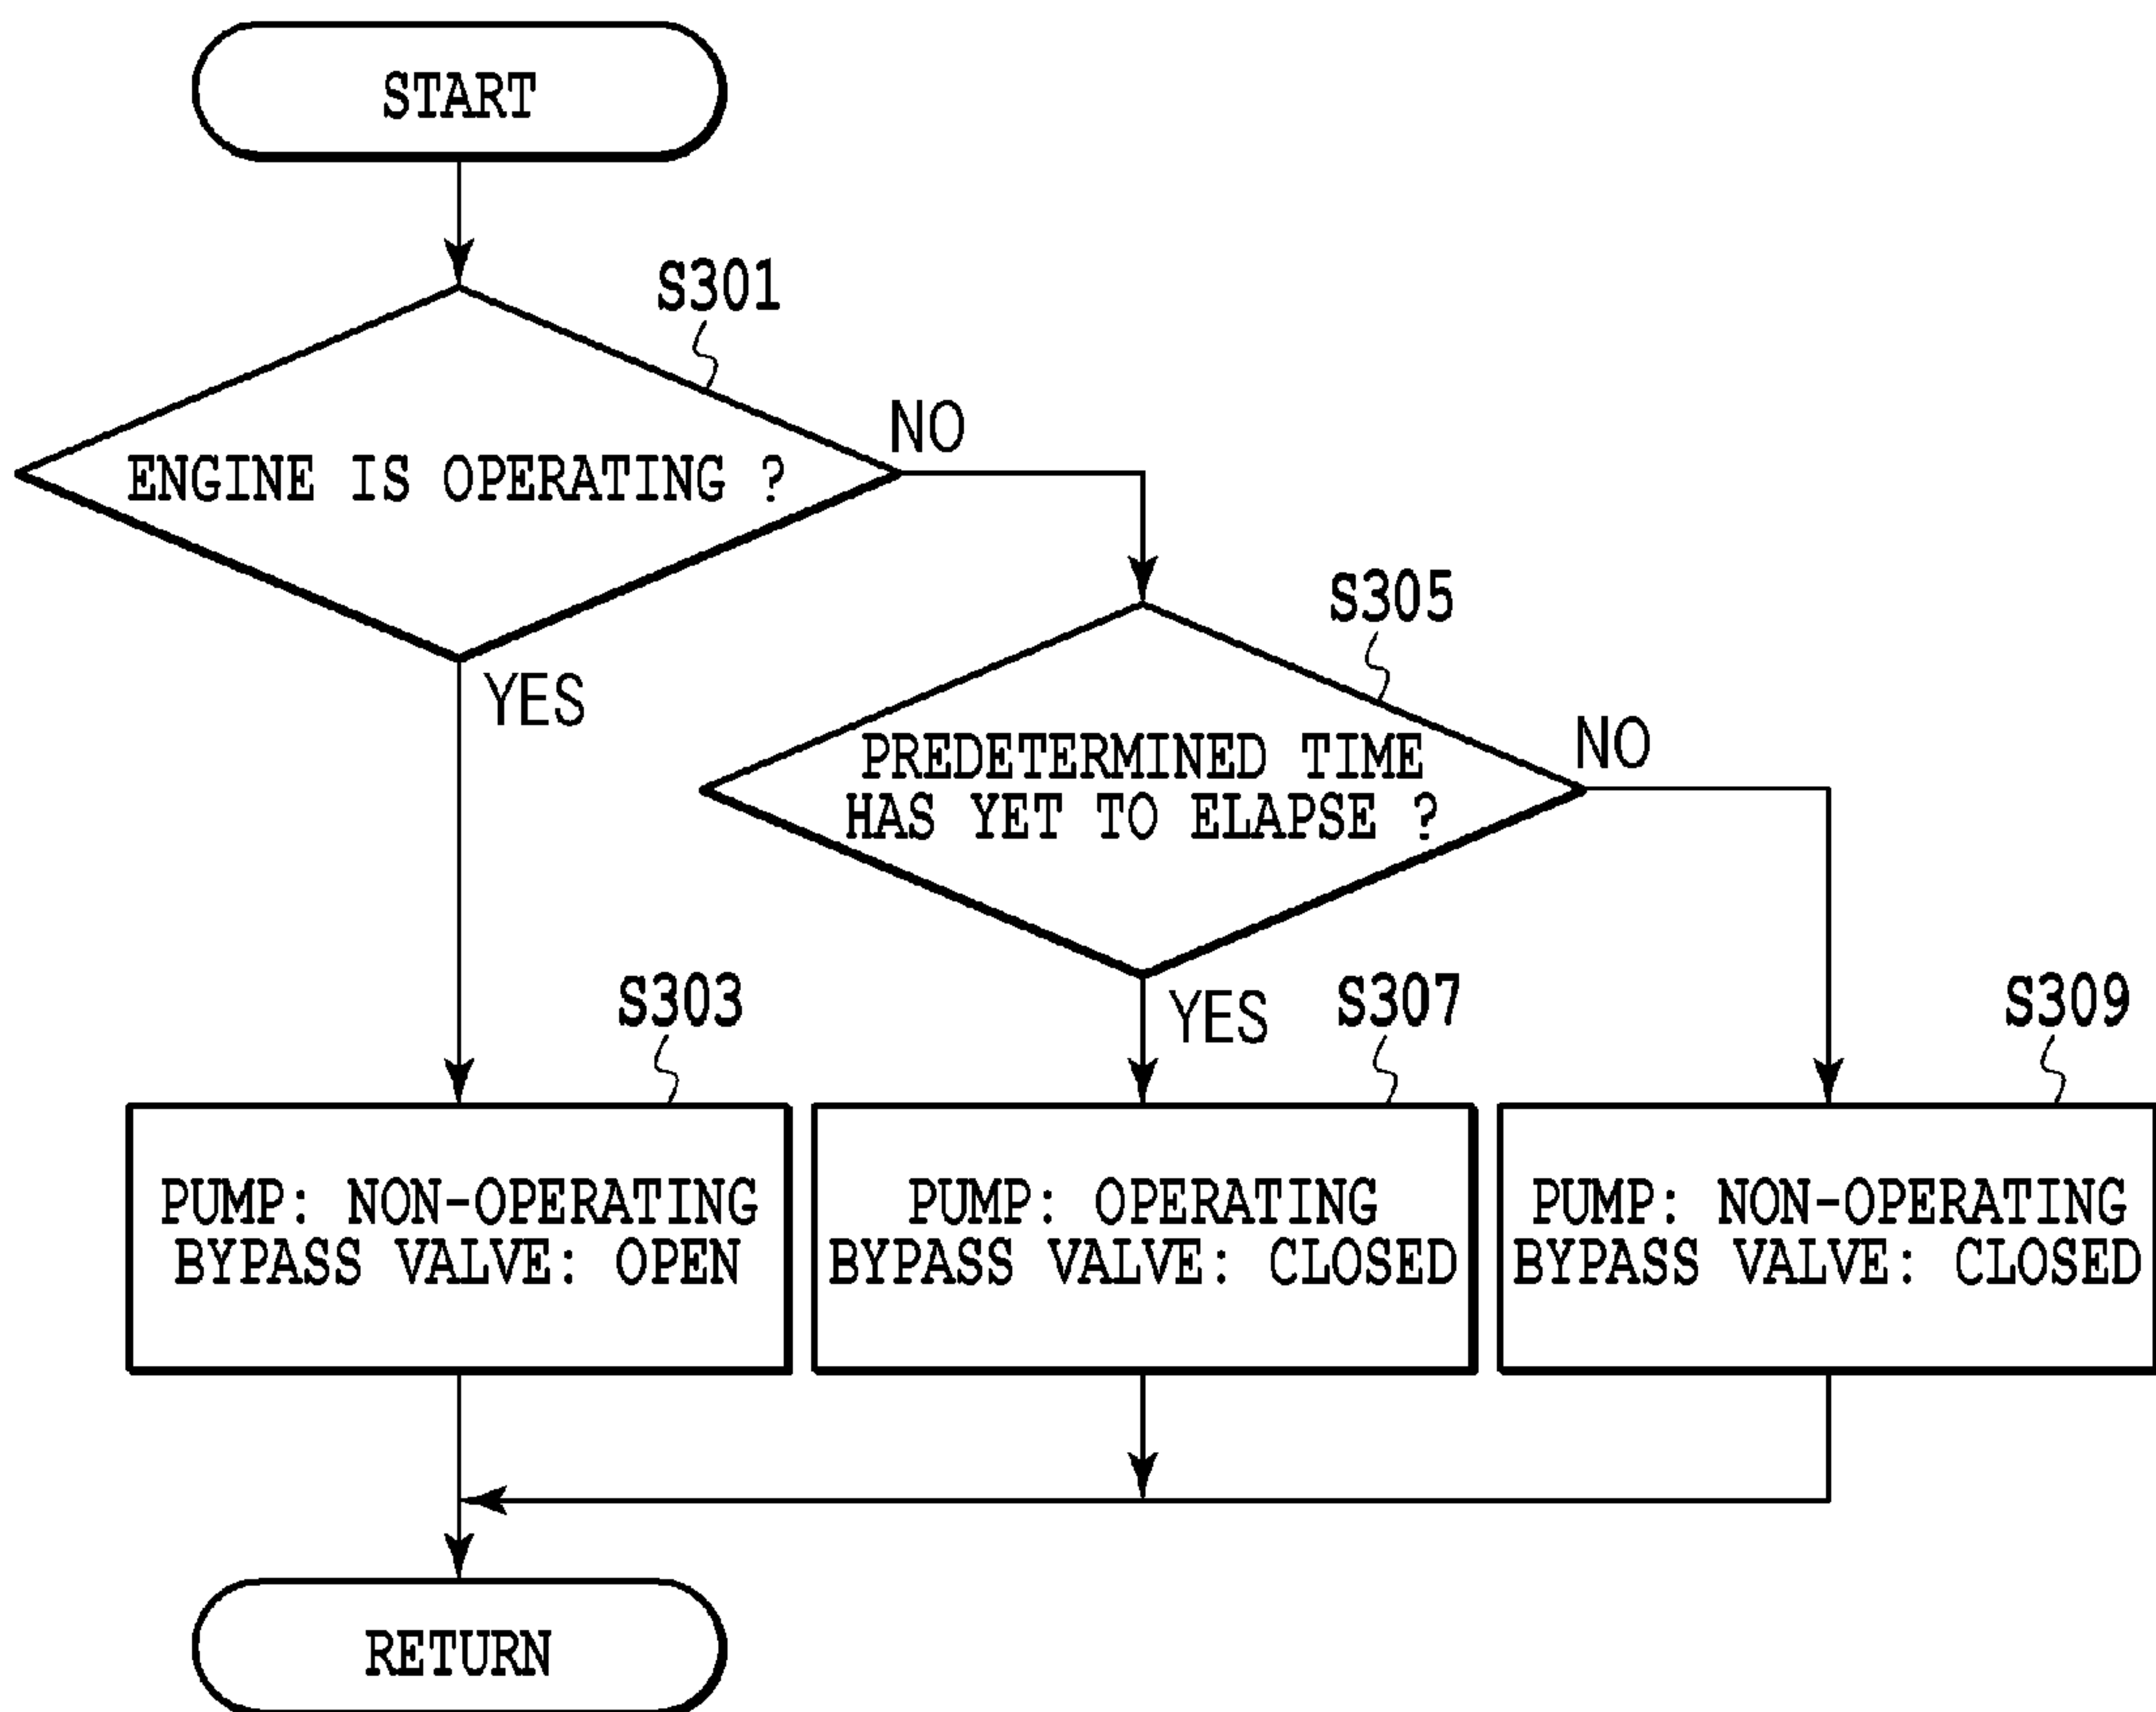 START
S301
NO
ENGINE IS OPERATING ?
S305
YES
NO
PREDETERMINED TIME
HAS YET TO ELAPSE ?
S303
YES
S307
S309
PUMP: NON-OPERATING
BYPASS VALVE: OPEN
PUMP: OPERATING
BYPASS VALVE: CLOSED
PUMP: NON-OPERATING
BYPASS VALVE: CLOSED
RETURN